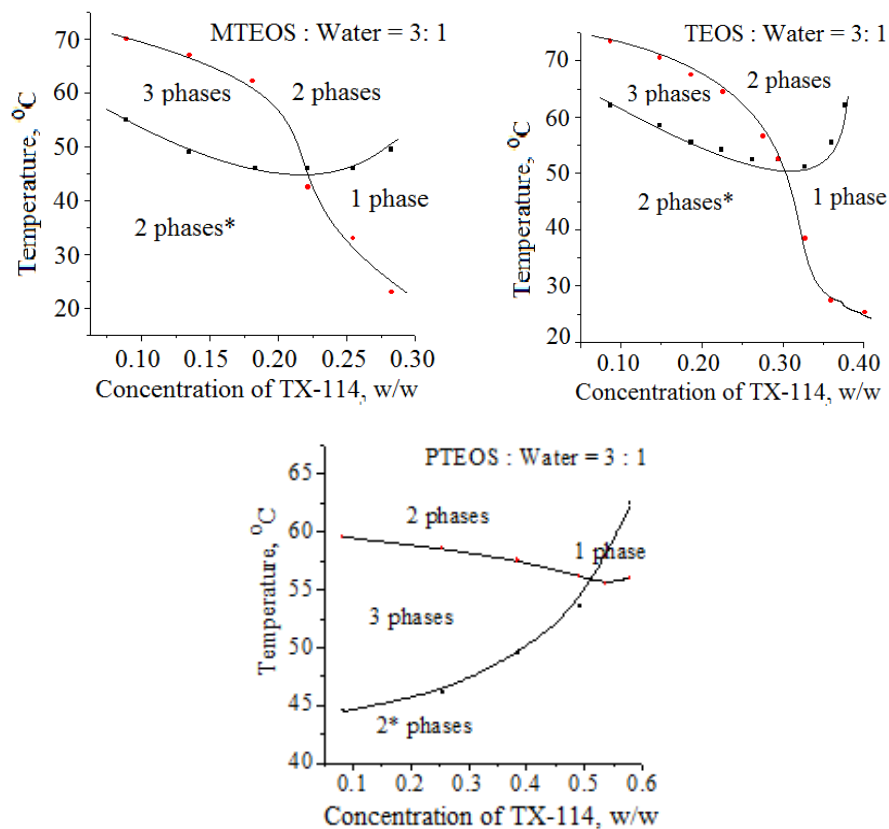 MTEOS : Water = 3: 1
70
60
50
40
30
20
Temperature, ⁰C
3 phases
2 phases
1 phase
2 phases*
0.10
0.15
0.20
0.25
0.30
Concentration of TX-114, w/w
TEOS : Water = 3: 1
70
60
50
40
30
20
Temperature, ⁰C
3 phases
2 phases
2 phases*
1 phase
0.10
0.20
0.30
0.40
Concentration of TX-114, w/w
PTEOS : Water = 3 : 1
65
60
55
50
45
40
Temperature, ⁰C
2 phases
1 phase
3 phases
2* phases
0.1
0.2
0.3
0.4
0.5
0.6
Concentration of TX-114, w/w